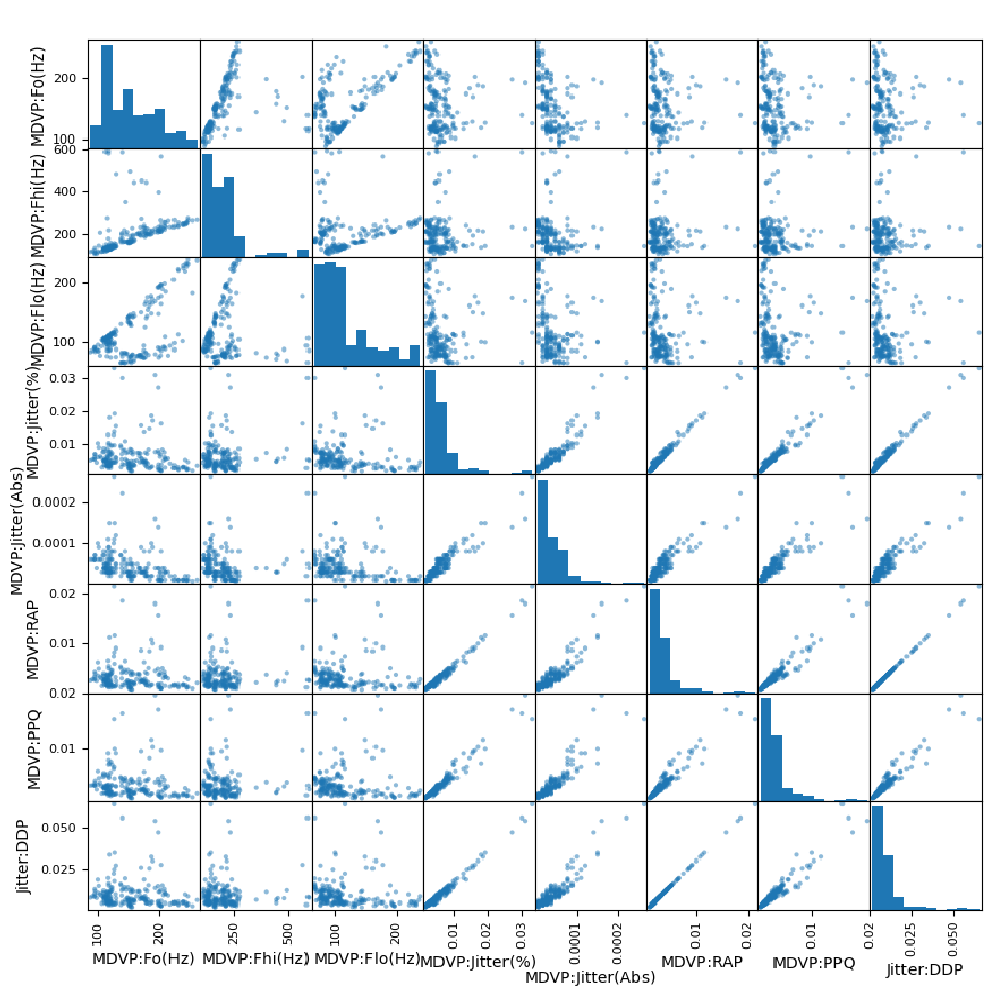 MDVP:Fo(Hz)
200
100
MDVP:Fhi(Hz)
600
400
200
MDVP:Flo(Hz)
200
100
MDVP:Jitter(%)
0.03
0.02
0.01
MDVP:Jitter(Abs)
0.0002
0.0001
MDVP:RAP
0.02
0.01
MDVP:PPQ
0.02
0.01
Jitter:DDP
0.050
0.025
100 200 250 500 100 200 0.01 0.02 0.03 0.0001 0.0002 0.01 0.02 0.01 0.02 0.025 0.050
MDVP:Fo(Hz) MDVP:Fhi(Hz) MDVP:Flo(Hz) MDVP:Jitter(%) MDVP:RAP MDVP:PPQ Jitter:DDP
MDVP:Jitter(Abs)